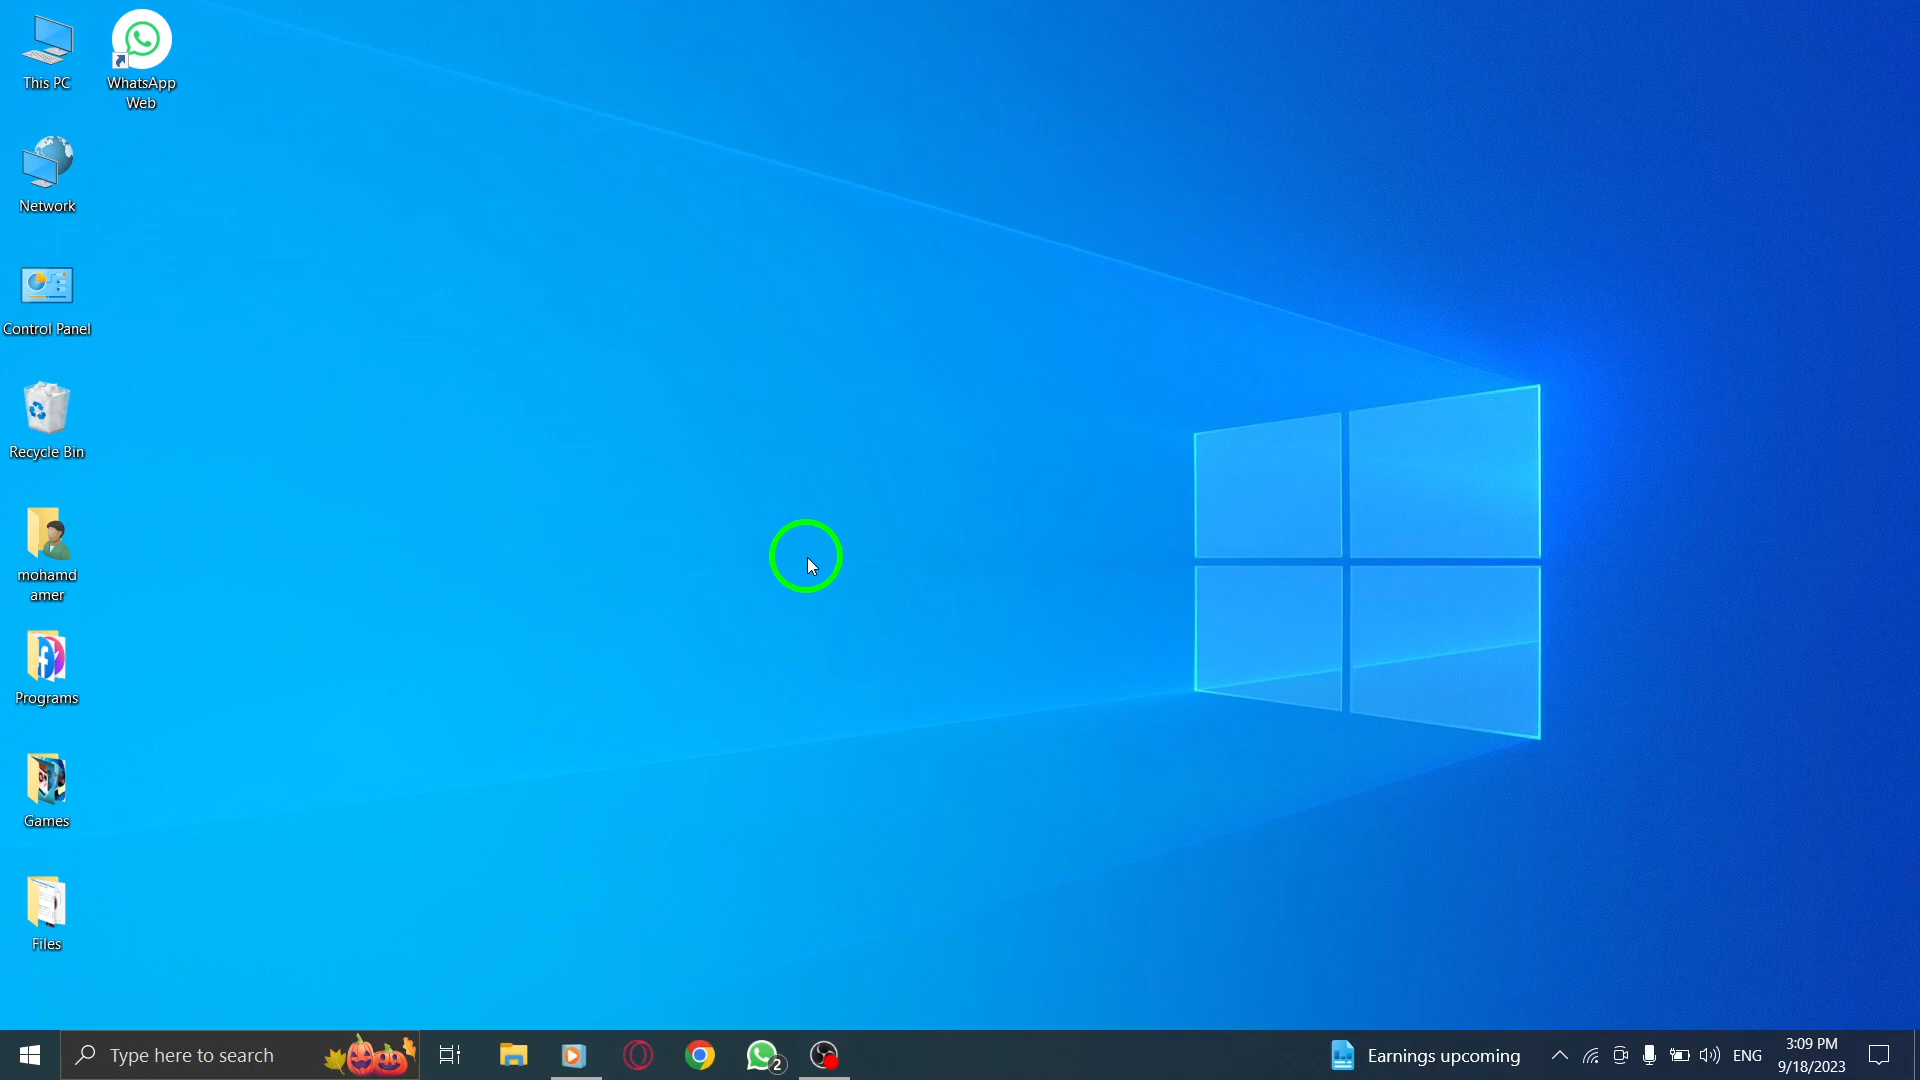 This PC
WhatsApp
Web
Network
Control Panel
Recycle Bin
mohamd
amer
Programs
Games
Files
Type here to search
2
Earnings upcoming
ENG
3:09 PM
9/18/2023